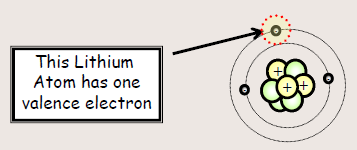 This Lithium
Atom has one
valence electron
+
+
+